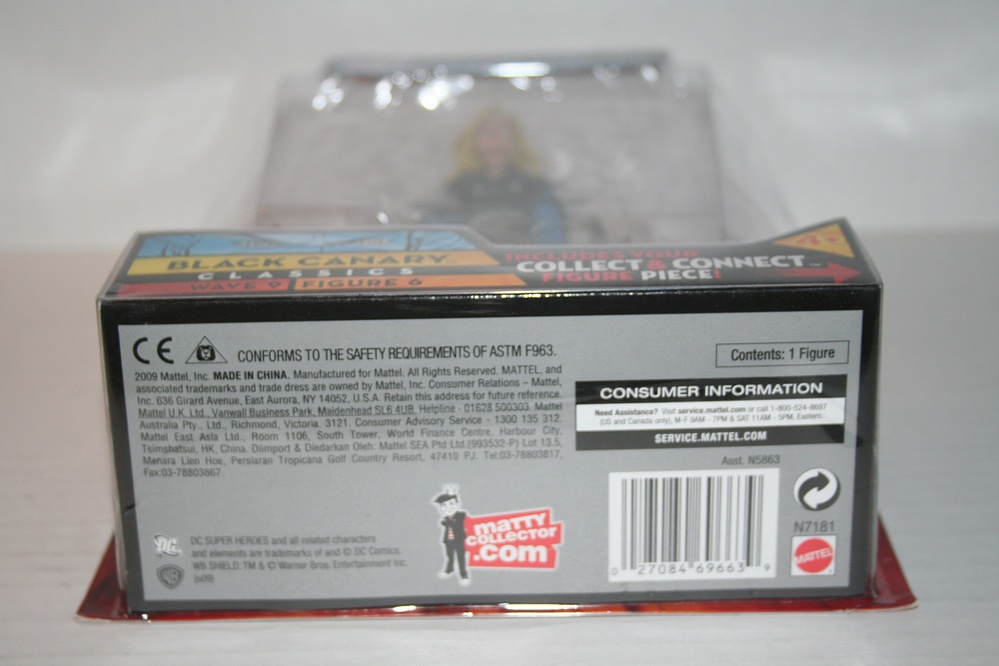 BLACK CANARY™
CLASSICS
WAVE 9 FIGURE 6
INCLUDES YOUR
COLLECT & CONNECT™
FIGURE PIECE!
4+
CE CONFORMS TO THE SAFETY REQUIREMENTS OF ASTM F963.
2009 Mattel, Inc. MADE IN CHINA. Manufactured for Mattel. All Rights Reserved. MATTEL, and
associated trademarks and trade dress are owned by Mattel, Inc. Consumer Relations – Mattel,
Inc. 636 Girard Avenue, East Aurora, NY 14052, U.S.A. Retain this address for future reference.
Mattel U.K. Ltd., Vanwall Business Park, Maidenhead SL6 4UB. Helpline - 01628 500303. Mattel
Australia Pty., Ltd., Richmond, Victoria. 3121. Consumer Advisory Service - 1300 135 312.
Mattel East Asia Ltd., Room 1106, South Tower, World Finance Centre, Harbour City,
Tsimshatsui, HK, China. Diimport & Diedarkan Oleh: Mattel SEA Ptd Ltd.(993532-P) Lot 13.5,
Menara Lien Hoe, Persiaran Tropicana Golf Country Resort, 47410 PJ. Tel:03-78803817,
Fax:03-78803867.
Contents: 1 Figure
CONSUMER INFORMATION
Need Assistance? Visit service.mattel.com or call 1-800-524-8697
(US and Canada only), M-F 9AM - 7PM & SAT 11AM - 5PM, Eastern.
SERVICE.MATTEL.COM
Asst. N5863
0 27084 69663 9
N7181
MATTEL
DC
DC SUPER HEROES and all related characters
and elements are trademarks of and © DC Comics.
WB SHIELD: TM & © Warner Bros. Entertainment Inc.
(s09)
WB
matty
COLLECTOR
.com